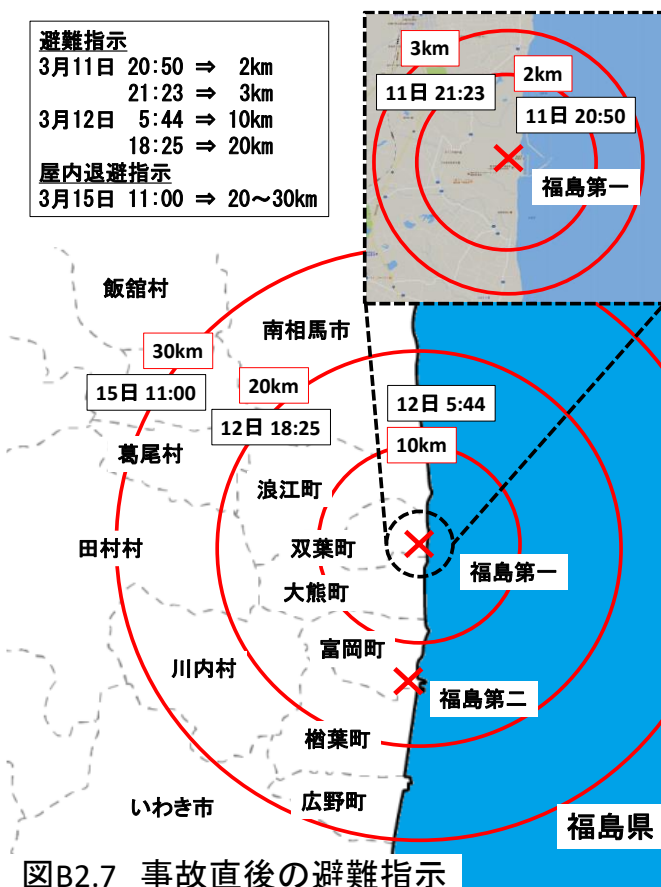 避難指示
3月11日 20:50 ⇒ 2km
21:23 ⇒ 3km
3月12日 5:44 ⇒ 10km
18:25 ⇒ 20km
屋内退避指示
3月15日 11:00 ⇒ 20～30km
3km
2km
11日 21:23
11日 20:50
福島第一
飯舘村
南相馬市
30km
20km
15日 11:00
12日 18:25
12日 5:44
10km
葛尾村
浪江町
田村村
双葉町
福島第一
大熊町
富岡町
川内村
福島第二
楢葉町
いわき市
広野町
福島県
図B2.7 事故直後の避難指示